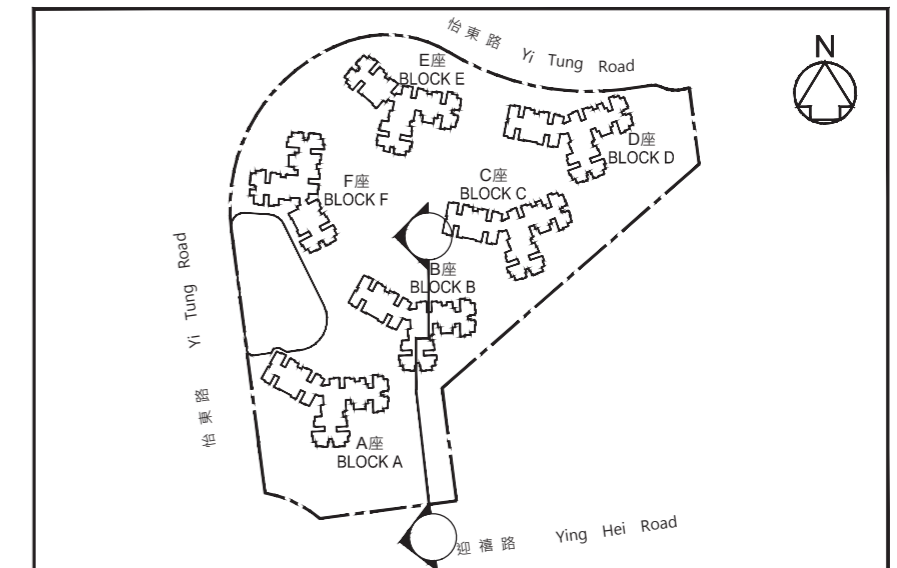 怡東路 Yi Tung Road
N
E座
BLOCK E
D座
BLOCK D
C座
BLOCK C
F座
BLOCK F
怡東路 Yi Tung Road
B座
BLOCK B
A座
BLOCK A
迎禧路 Ying Hei Road